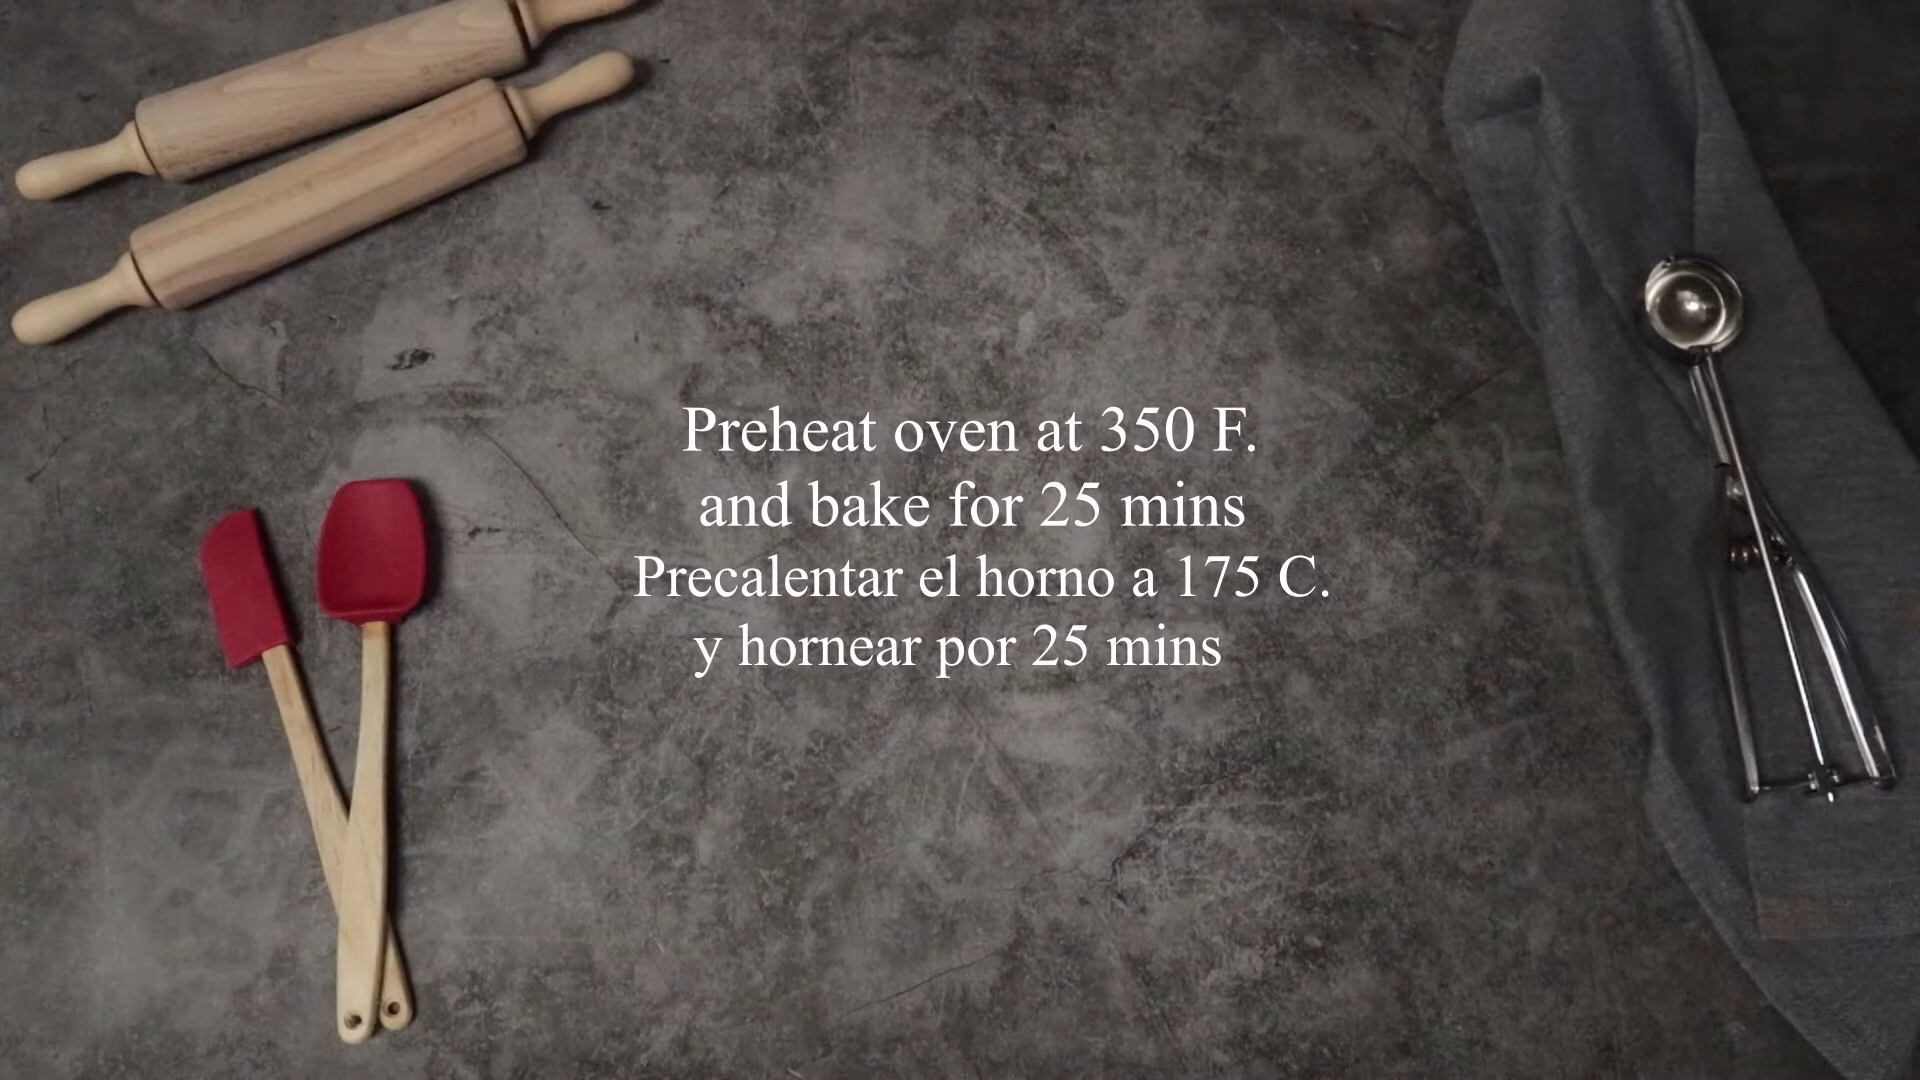 Preheat oven at 350 F.
and bake for 25 mins
Precalentar el horno a 175 C.
y hornear por 25 mins